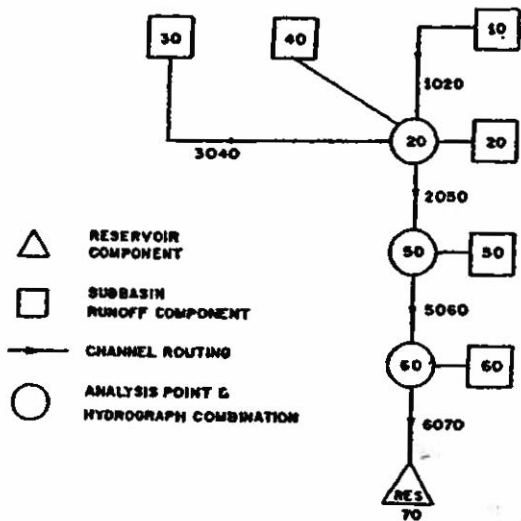 30
40
10
1020
20
20
3040
2050
RESERVOIR
COMPONENT
50
50
SUBBASIN
RUNOFF COMPONENT
5060
CHANNEL ROUTING
60
60
ANALYSIS POINT &
HYDROGRAPH COMBINATION
6070
RES
70